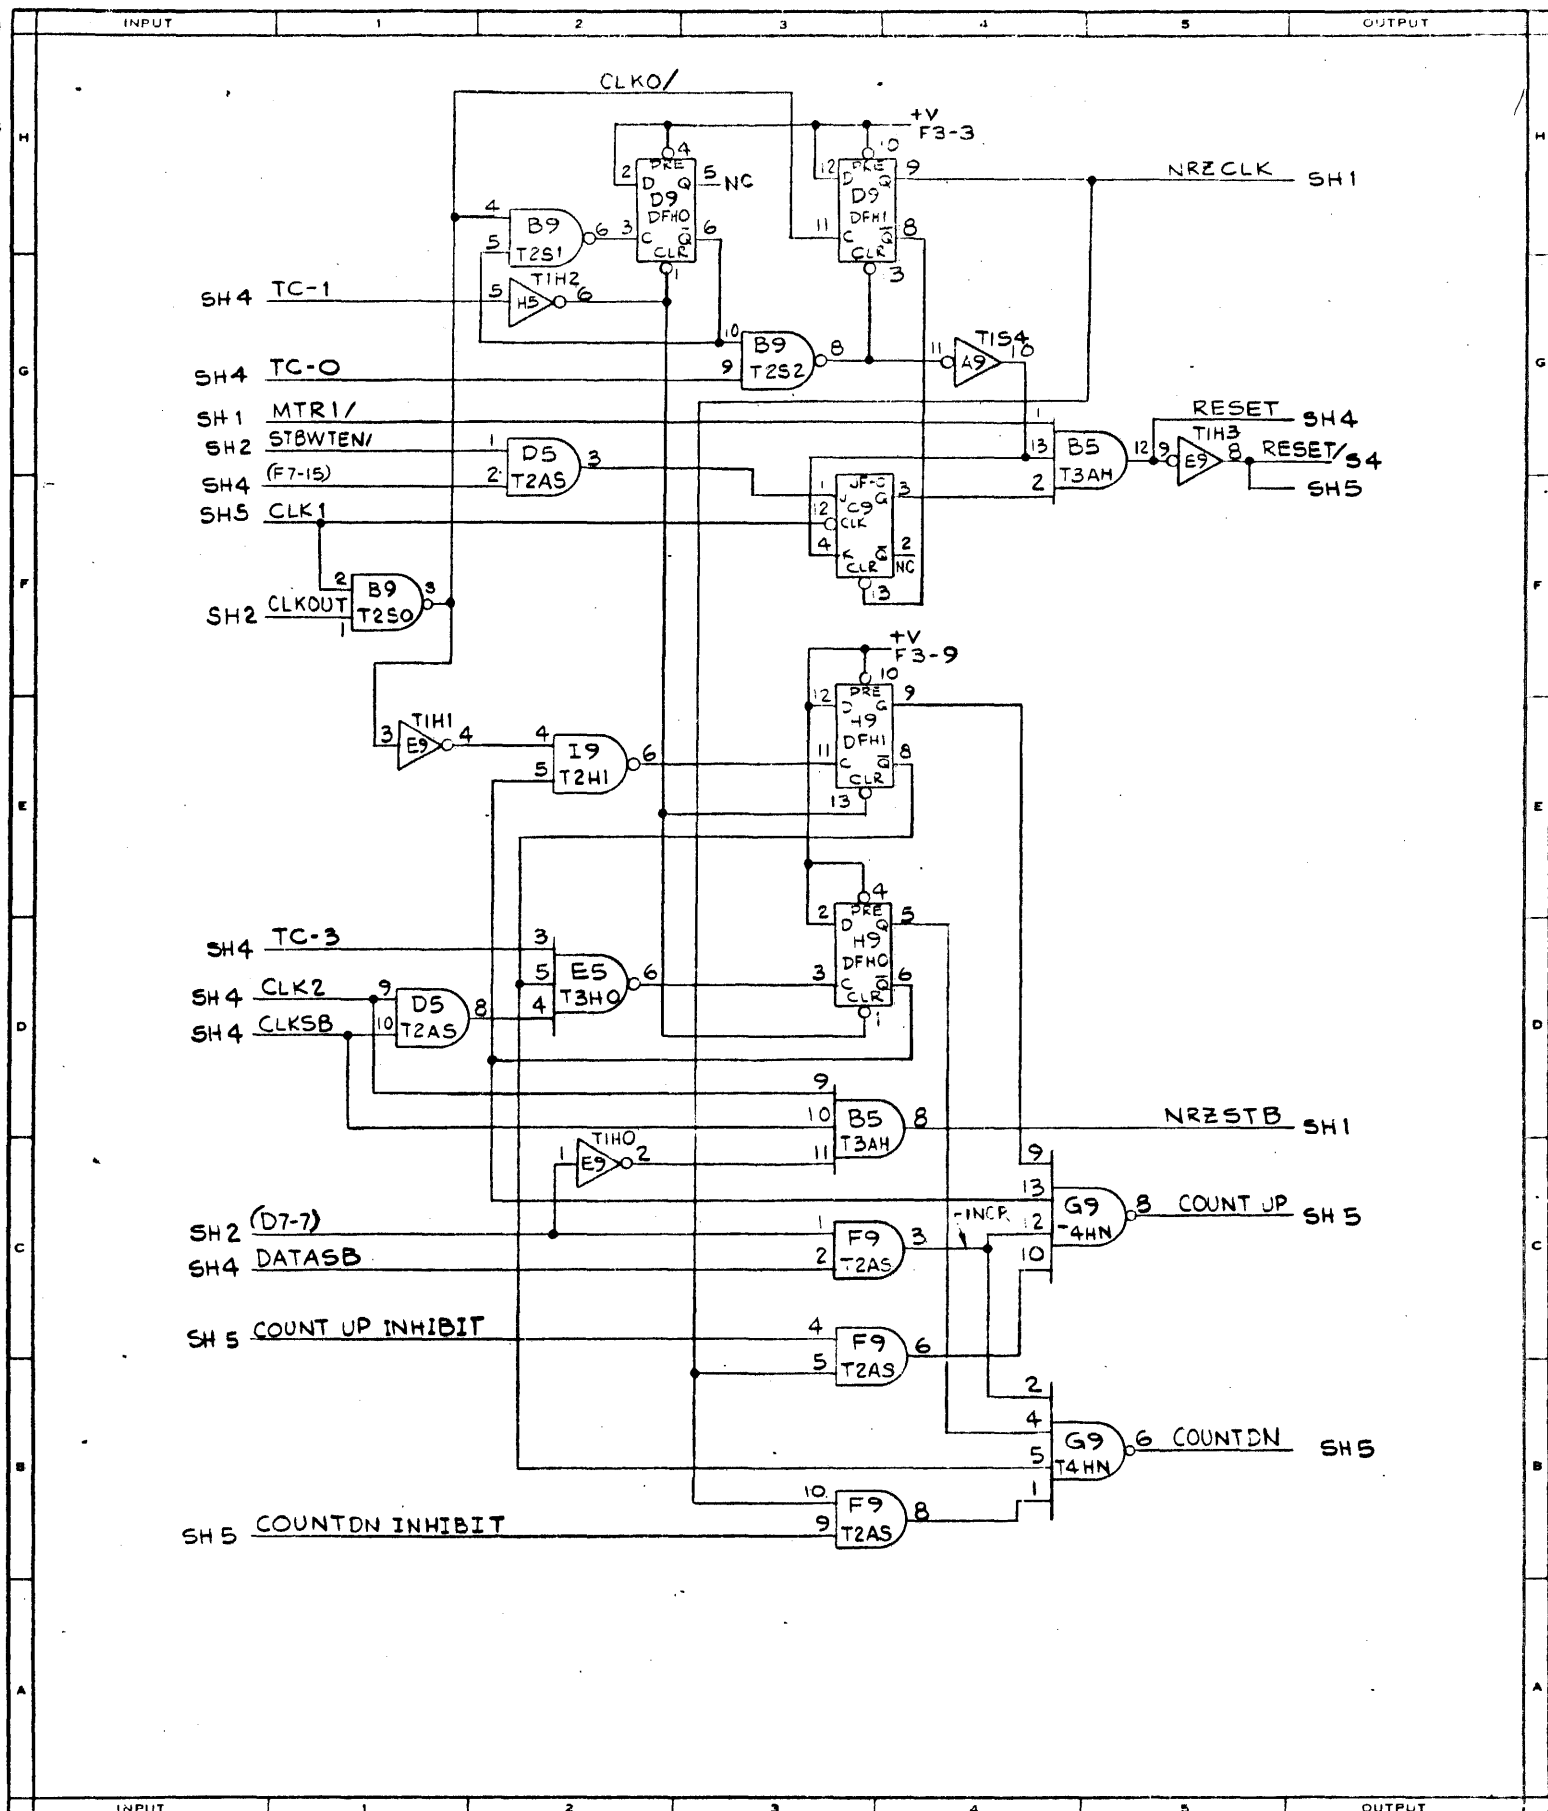 INPUT 1 2 3 4 5 OUTPUT
CLK0/
+V
F3-3
H H
4 10
2 PRE 5 NC
D Q
D9
DFH0
3 C Q̅ 6
CLR
1
12 PRE 9
D Q
D9
DFH1
11 C Q̅ 8
CLR
3
NRZCLK SH1
4 B9 6
5 T2S1
T1H2
SH4 TC-1 5 H5 6
10 B9 8
9 T2S2
11 A9 10
T1S4
G G
SH4 TC-0
SH1 MTR1/
SH2 STBWTEN/
1 D5 3
2 T2AS
SH4 (F7-15)
SH5 CLK1
1
13 B5 12
2 T3AH
RESET SH4
T1H3
9 E9 8 RESET/ S4
SH5
1 J Q 3
C9
12 CLK
4 K Q̅ 2
CLR NC
13
F F
2 B9 3
1 T2S0
SH2 CLKOUT
+V
F3-9
10
12 PRE 9
D
H9
DFH1
11 C Q̅ 8
CLR
13
T1H1
3 E9 4
4 I9 6
5 T2H1
E E
4
2 PRE 5
D Q
H9
3 C Q̅ 6
CLR
1
SH4 TC-3
3
5 E5 6
4 T3H0
SH4 CLK2
SH4 CLKSB
9 D5 8
10 T2AS
D D
9
10 B5 8
11 T3AH
NRZSTB SH1
T1H0
1 E9 2
9
13 G9 8
12 -4HN
10
COUNT UP SH5
SH2 (D7-7)
SH4 DATASB
1 F9 3
2 T2AS
-INCR
C C
SH5 COUNT UP INHIBIT
4 F9 6
5 T2AS
2
4 G9 6
5 T4HN
1
COUNTDN SH5
B B
SH5 COUNTDN INHIBIT
10 F9 8
9 T2AS
A A
INPUT 1 2 3 4 5 OUTPUT